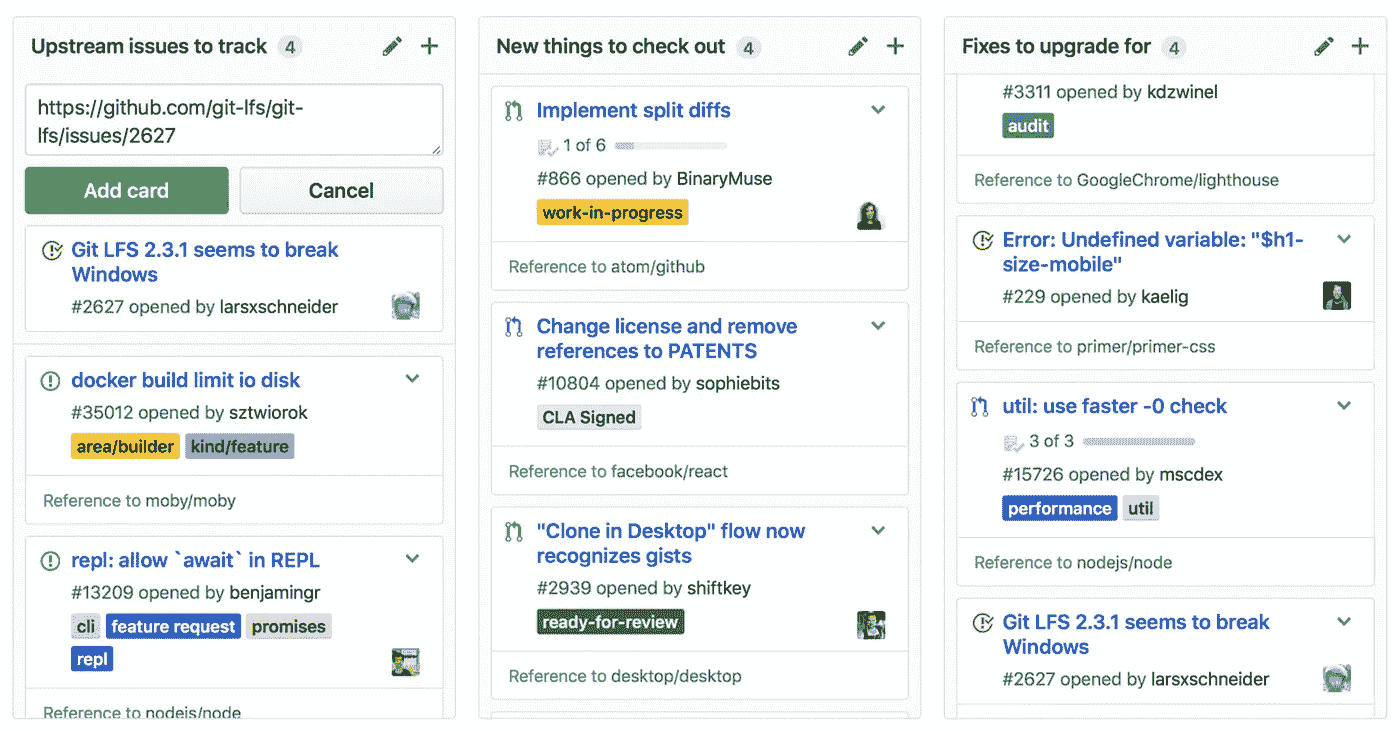 Upstream issues to track 4
https://github.com/git-lfs/git-
lfs/issues/2627
Add card Cancel
Git LFS 2.3.1 seems to break
Windows
#2627 opened by larsxschneider
docker build limit io disk
#35012 opened by sztwiorok
area/builder kind/feature
Reference to moby/moby
repl: allow `await` in REPL
#13209 opened by benjamingr
cli feature request promises
repl
Reference to nodejs/node
New things to check out 4
Implement split diffs
1 of 6
#866 opened by BinaryMuse
work-in-progress
Reference to atom/github
Change license and remove
references to PATENTS
#10804 opened by sophiebits
CLA Signed
Reference to facebook/react
"Clone in Desktop" flow now
recognizes gists
#2939 opened by shiftkey
ready-for-review
Reference to desktop/desktop
Fixes to upgrade for 4
#3311 opened by kdzwinel
audit
Reference to GoogleChrome/lighthouse
Error: Undefined variable: "$h1-
size-mobile"
#229 opened by kaelig
Reference to primer/primer-css
util: use faster -0 check
3 of 3
#15726 opened by mscdex
performance util
Reference to nodejs/node
Git LFS 2.3.1 seems to break
Windows
#2627 opened by larsxschneider